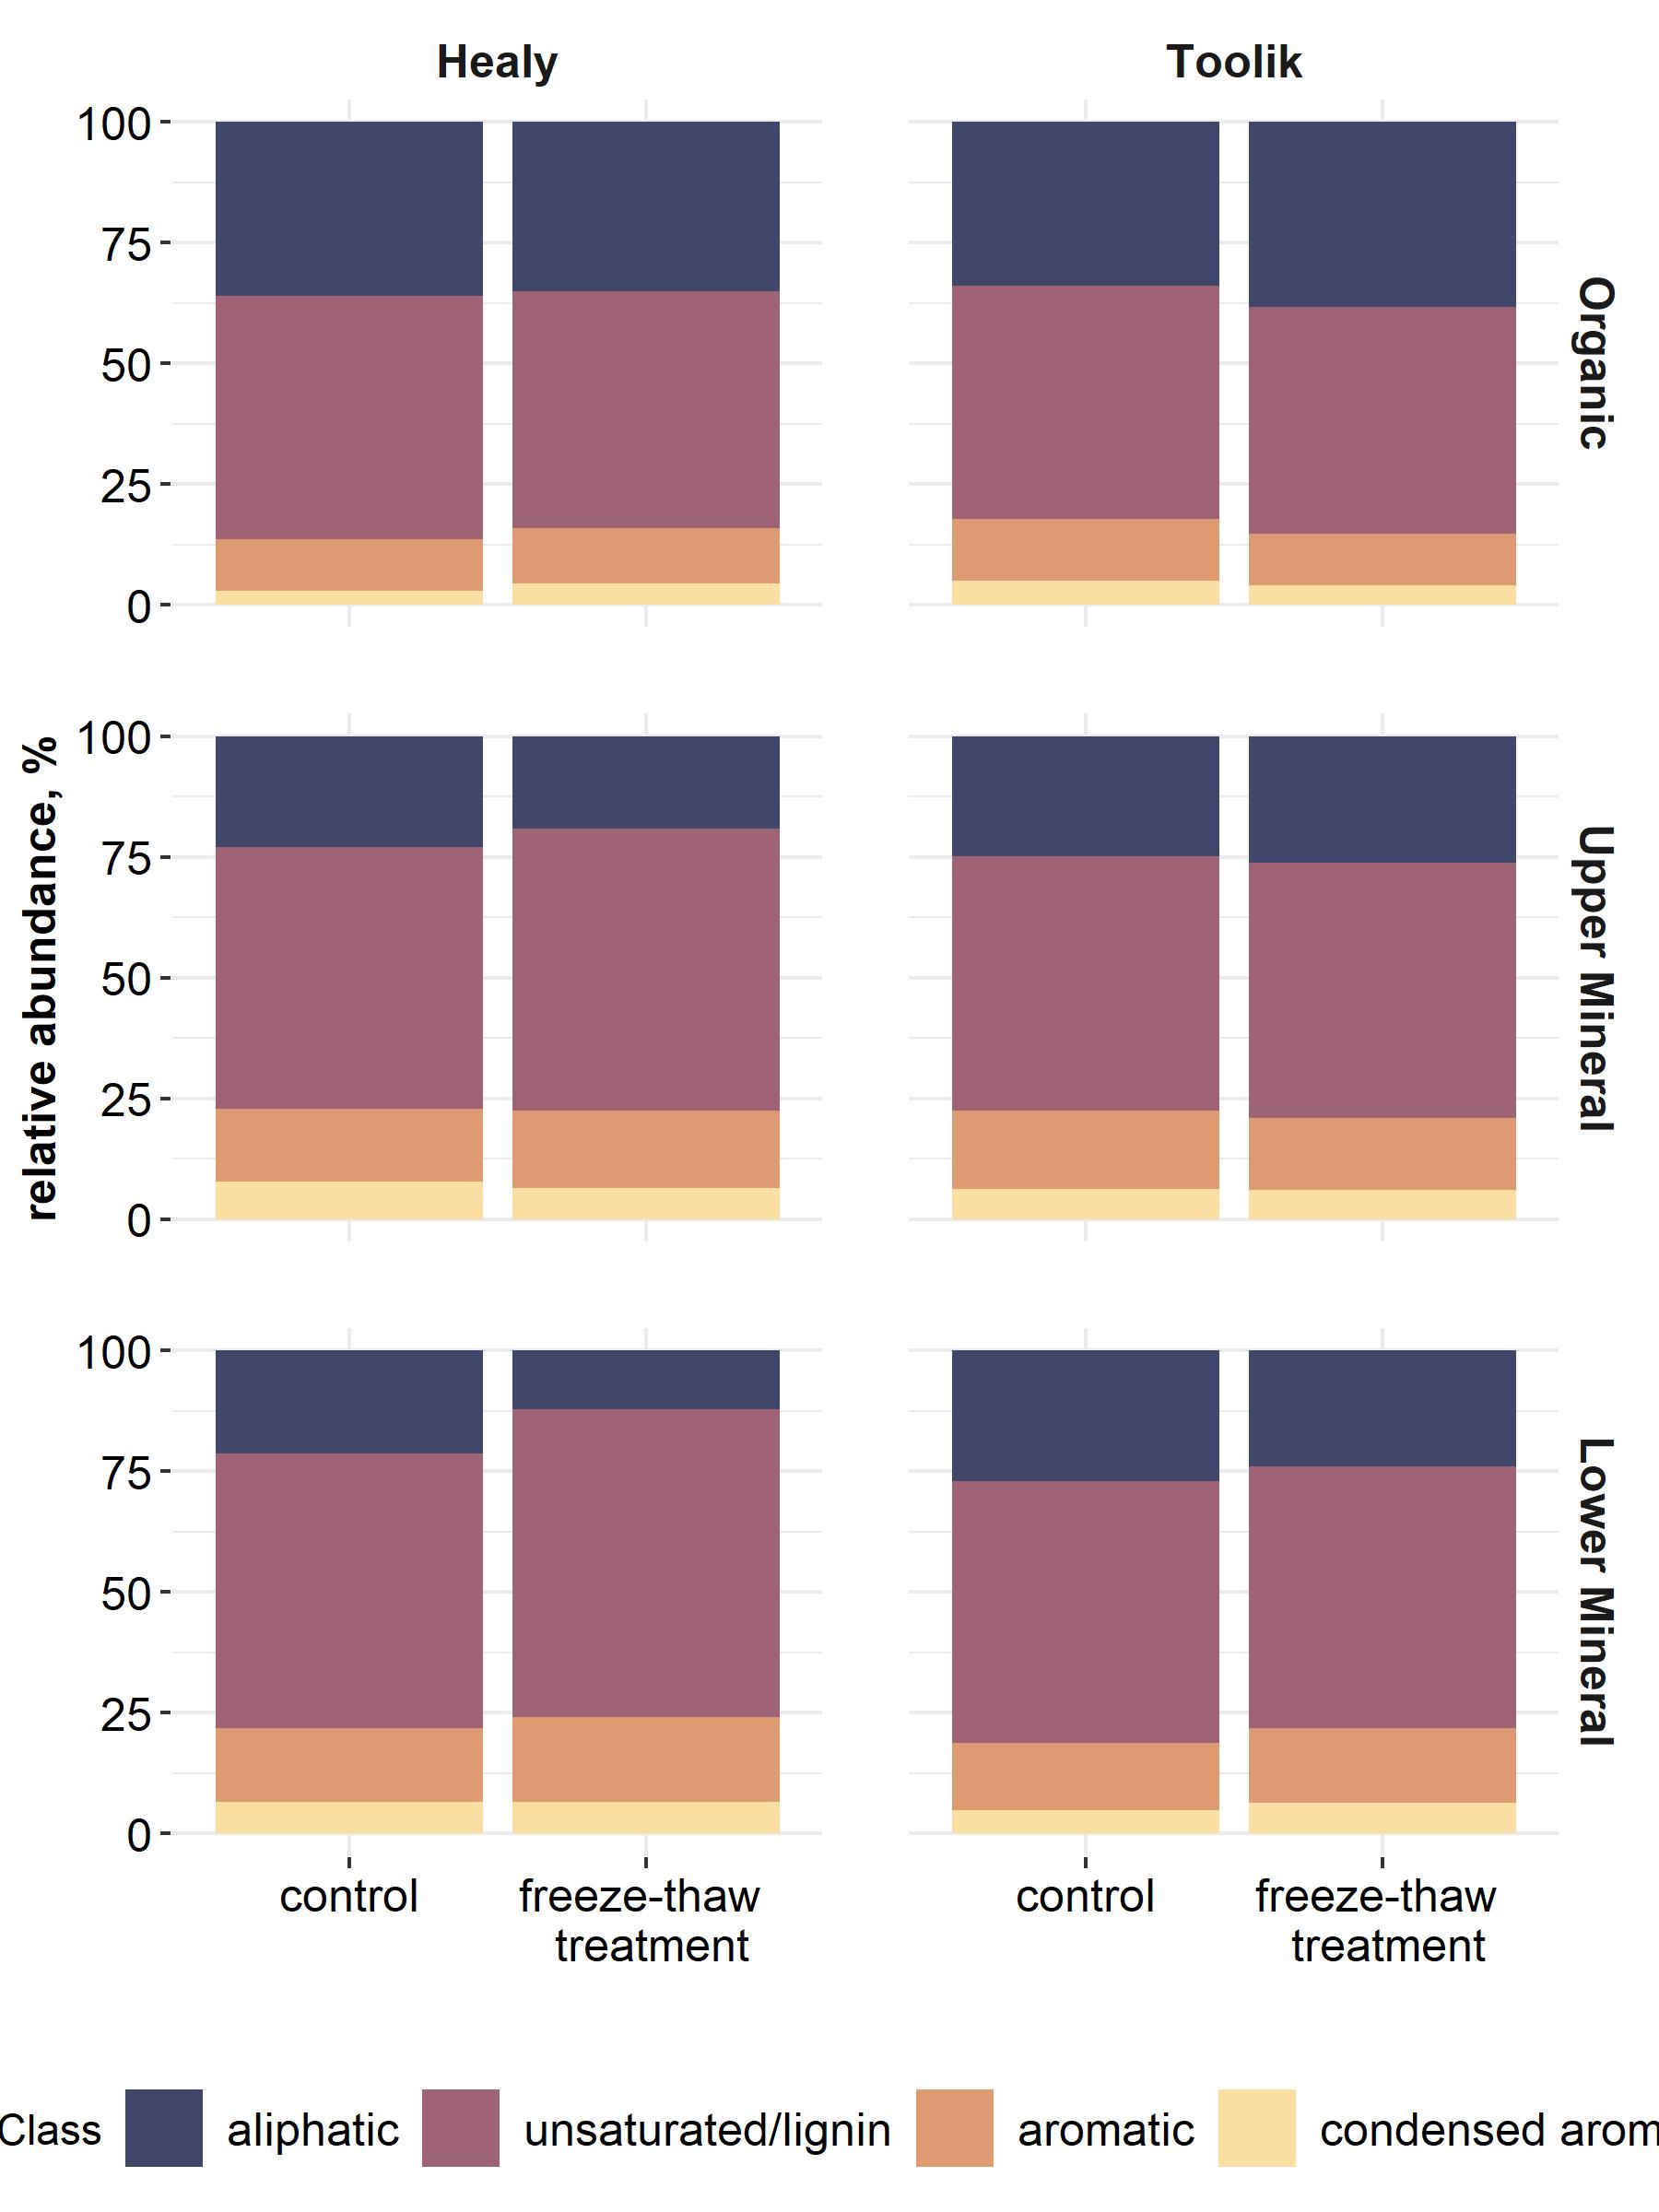 Healy
Toolik
100
75
50
25
0
Organic
100
75
50
25
0
Upper Mineral
relative abundance, %
100
75
50
25
0
Lower Mineral
control
freeze-thaw
treatment
control
freeze-thaw
treatment
Class aliphatic unsaturated/lignin aromatic condensed arom